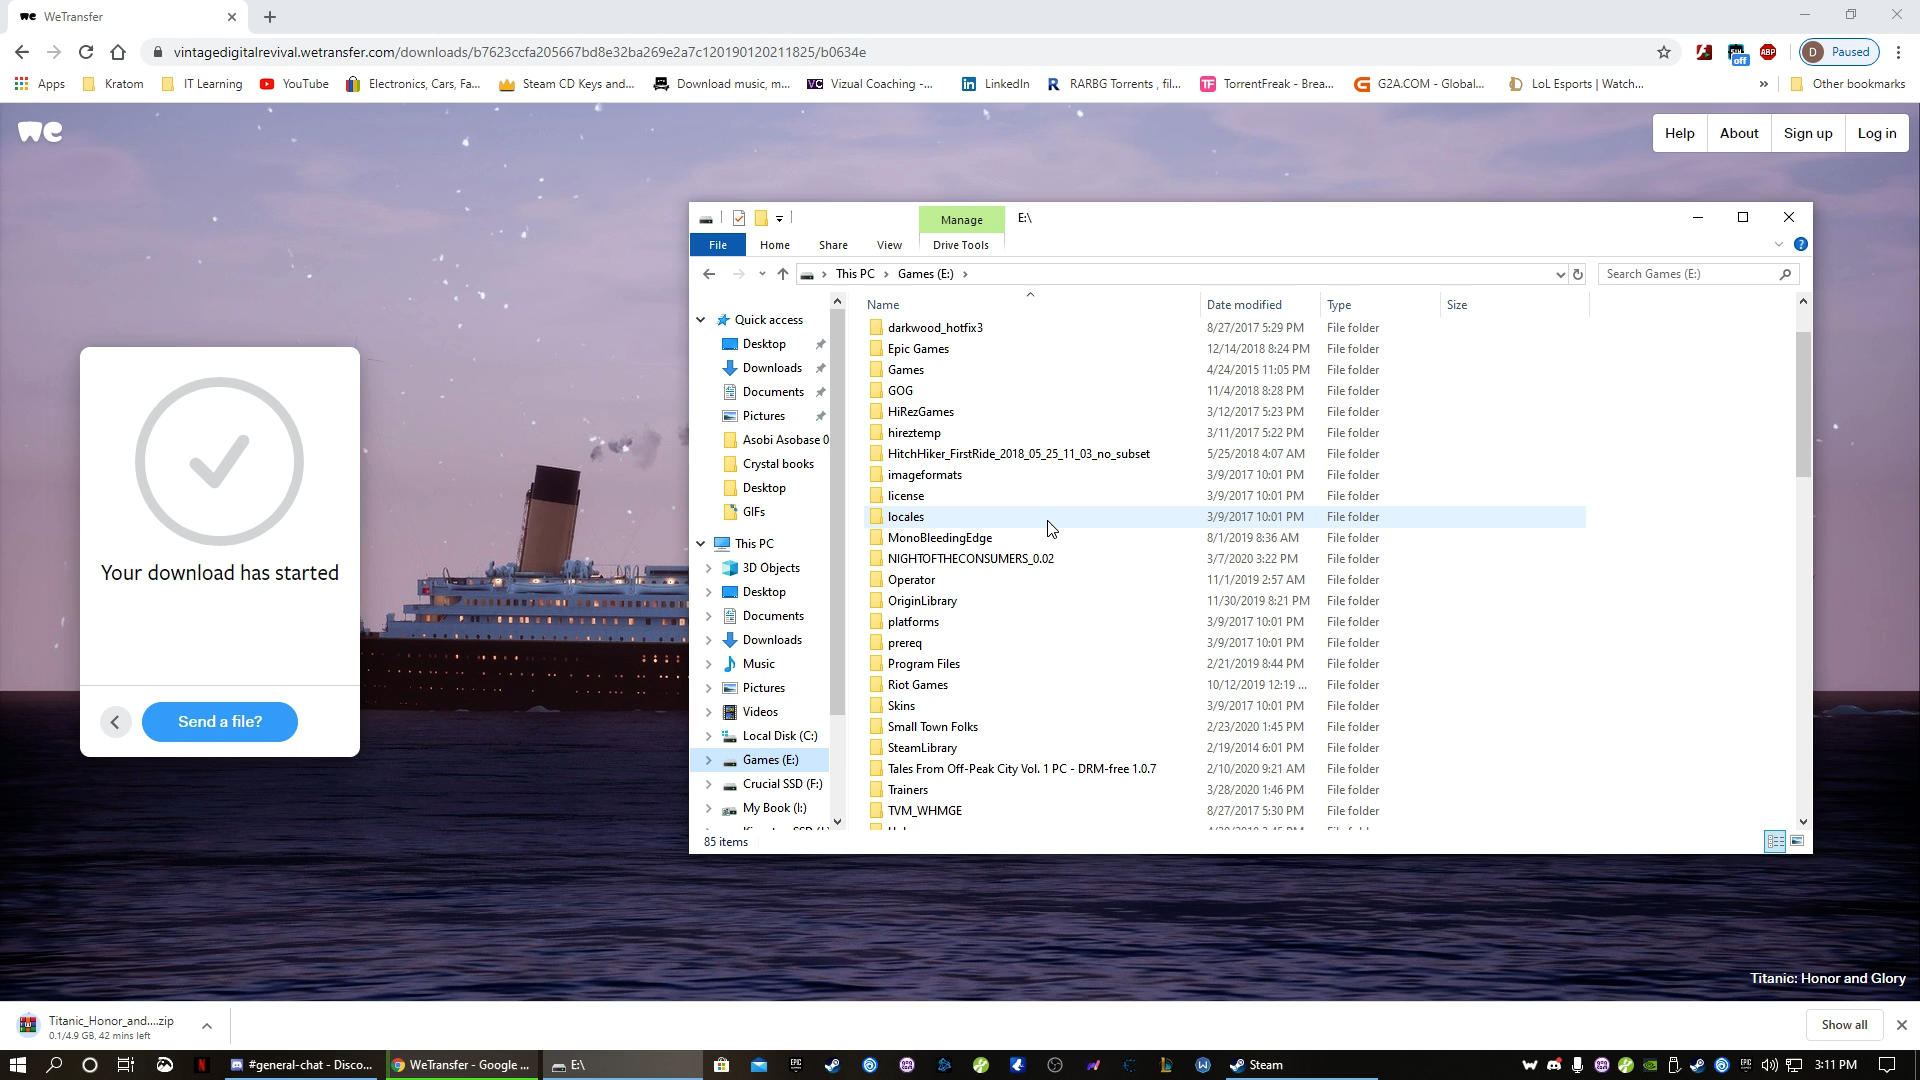 WeTransfer
vintagedigitalrevival.wetransfer.com/downloads/b7623ccfa205667bd8e32ba269e2a7c120190120211825/b0634e
off
ABP
D Paused
Apps
Kratom
IT Learning
YouTube
Electronics, Cars, Fa...
Steam CD Keys and...
Download music, m...
Vizual Coaching -...
LinkedIn
RARBG Torrents , fil...
TorrentFreak - Brea...
G2A.COM - Global...
LoL Esports | Watch...
»
Other bookmarks
we
Help
About
Sign up
Log in
Your download has started
Send a file?
Manage
E:\
File
Home
Share
View
Drive Tools
This PC > Games (E:) >
Search Games (E:)
Quick access
Desktop
Downloads
Documents
Pictures
Asobi Asobase 0
Crystal books
Desktop
GIFs
This PC
3D Objects
Desktop
Documents
Downloads
Music
Pictures
Videos
Local Disk (C:)
Games (E:)
Crucial SSD (F:)
My Book (I:)
Name Date modified Type Size
darkwood_hotfix3 8/27/2017 5:29 PM File folder
Epic Games 12/14/2018 8:24 PM File folder
Games 4/24/2015 11:05 PM File folder
GOG 11/4/2018 8:28 PM File folder
HiRezGames 3/12/2017 5:23 PM File folder
hireztemp 3/11/2017 5:22 PM File folder
HitchHiker_FirstRide_2018_05_25_11_03_no_subset 5/25/2018 4:07 AM File folder
imageformats 3/9/2017 10:01 PM File folder
license 3/9/2017 10:01 PM File folder
locales 3/9/2017 10:01 PM File folder
MonoBleedingEdge 8/1/2019 8:36 AM File folder
NIGHTOFTHECONSUMERS_0.02 3/7/2020 3:22 PM File folder
Operator 11/1/2019 2:57 AM File folder
OriginLibrary 11/30/2019 8:21 PM File folder
platforms 3/9/2017 10:01 PM File folder
prereq 3/9/2017 10:01 PM File folder
Program Files 2/21/2019 8:44 PM File folder
Riot Games 10/12/2019 12:19 ... File folder
Skins 3/9/2017 10:01 PM File folder
Small Town Folks 2/23/2020 1:45 PM File folder
SteamLibrary 2/19/2014 6:01 PM File folder
Tales From Off-Peak City Vol. 1 PC - DRM-free 1.0.7 2/10/2020 9:21 AM File folder
Trainers 3/28/2020 1:46 PM File folder
TVM_WHMGE 8/27/2017 5:30 PM File folder
85 items
Titanic: Honor and Glory
Titanic_Honor_and....zip
0.1/4.9 GB, 42 mins left
Show all
#general-chat - Disco...
WeTransfer - Google ...
E:\
Steam
3:11 PM